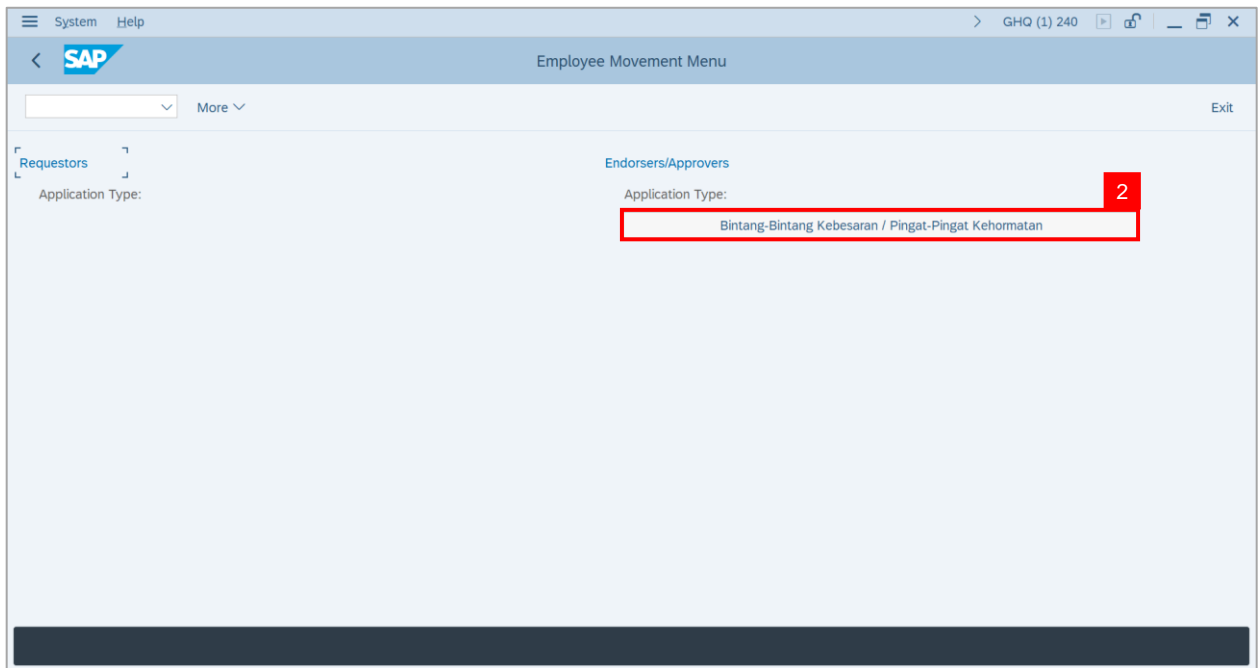 System Help GHQ (1) 240
SAP Employee Movement Menu
More Exit
Requestors Endorsers/Approvers
Application Type: Application Type:
2
Bintang-Bintang Kebesaran / Pingat-Pingat Kehormatan